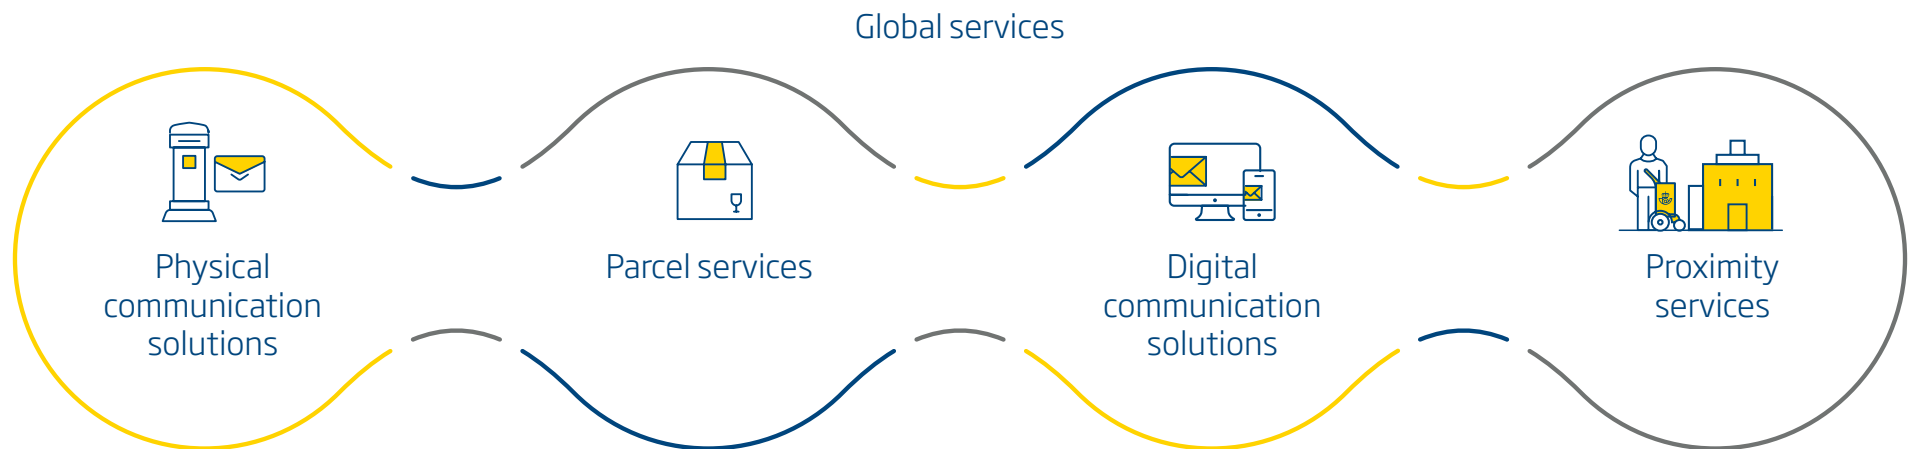 Global services
Physical
communication
solutions
Parcel services
Digital
communication
solutions
Proximity
services